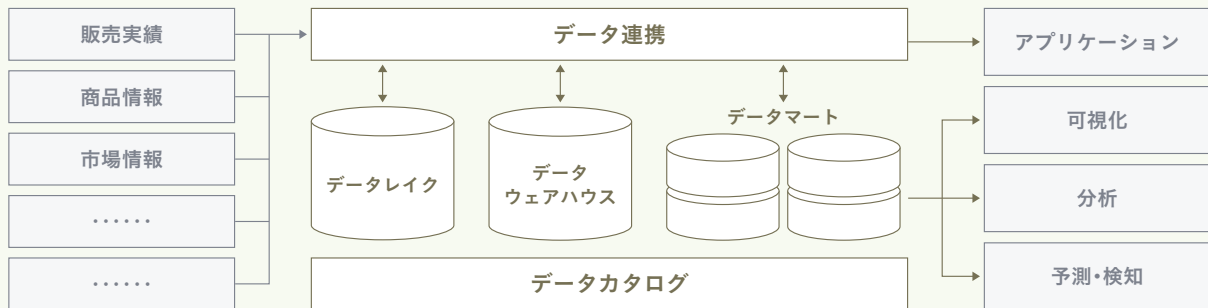 販売実績
商品情報
市場情報
‥‥‥
‥‥‥
データ連携
データレイク
データ
ウェアハウス
データマート
データカタログ
アプリケーション
可視化
分析
予測・検知